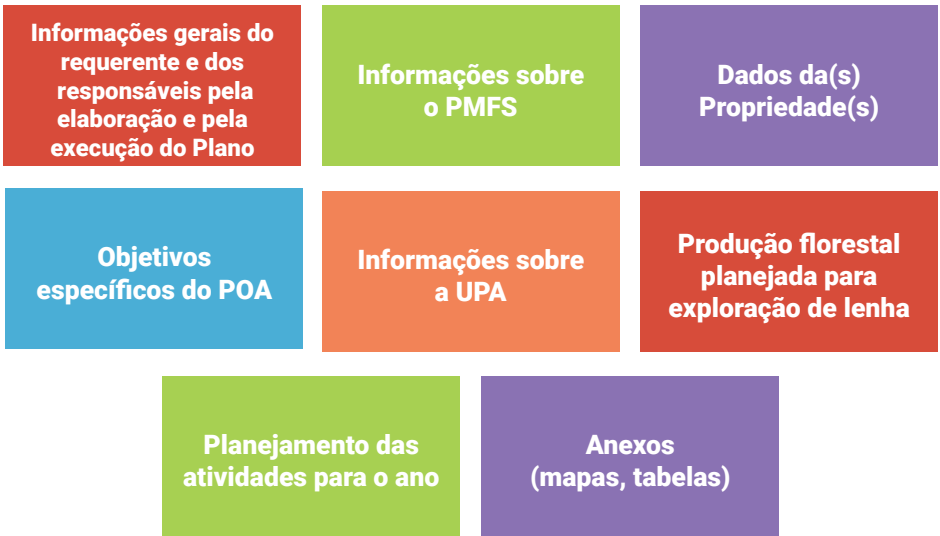 Informações gerais do
requerente e dos
responsáveis pela
elaboração e pela
execução do Plano
Informações sobre
o PMFS
Dados da(s)
Propriedade(s)
Objetivos
específicos do POA
Informações sobre
a UPA
Produção florestal
planejada para
exploração de lenha
Planejamento das
atividades para o ano
Anexos
(mapas, tabelas)